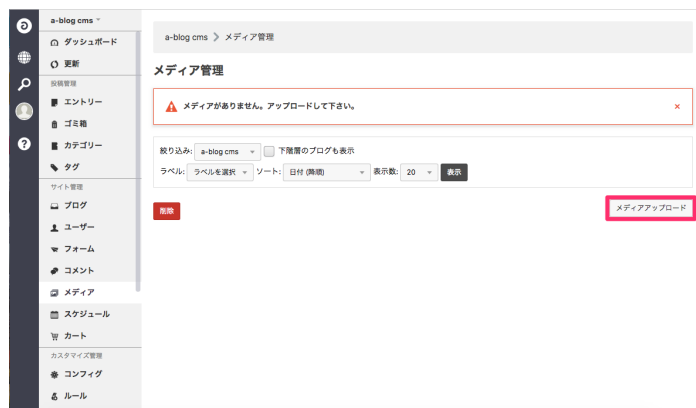 a-blog cms
ダッシュボード
更新
投稿管理
エントリー
ゴミ箱
カテゴリー
タグ
サイト管理
ブログ
ユーザー
フォーム
コメント
メディア
スケジュール
カート
カスタマイズ管理
コンフィグ
ルール
a-blog cms 》 メディア管理
メディア管理
メディアがありません。アップロードして下さい。 ×
絞り込み: a-blog cms 下階層のブログも表示
ラベル: ラベルを選択 ソート: 日付 (降順) 表示数: 20 表示
削除 メディアアップロード